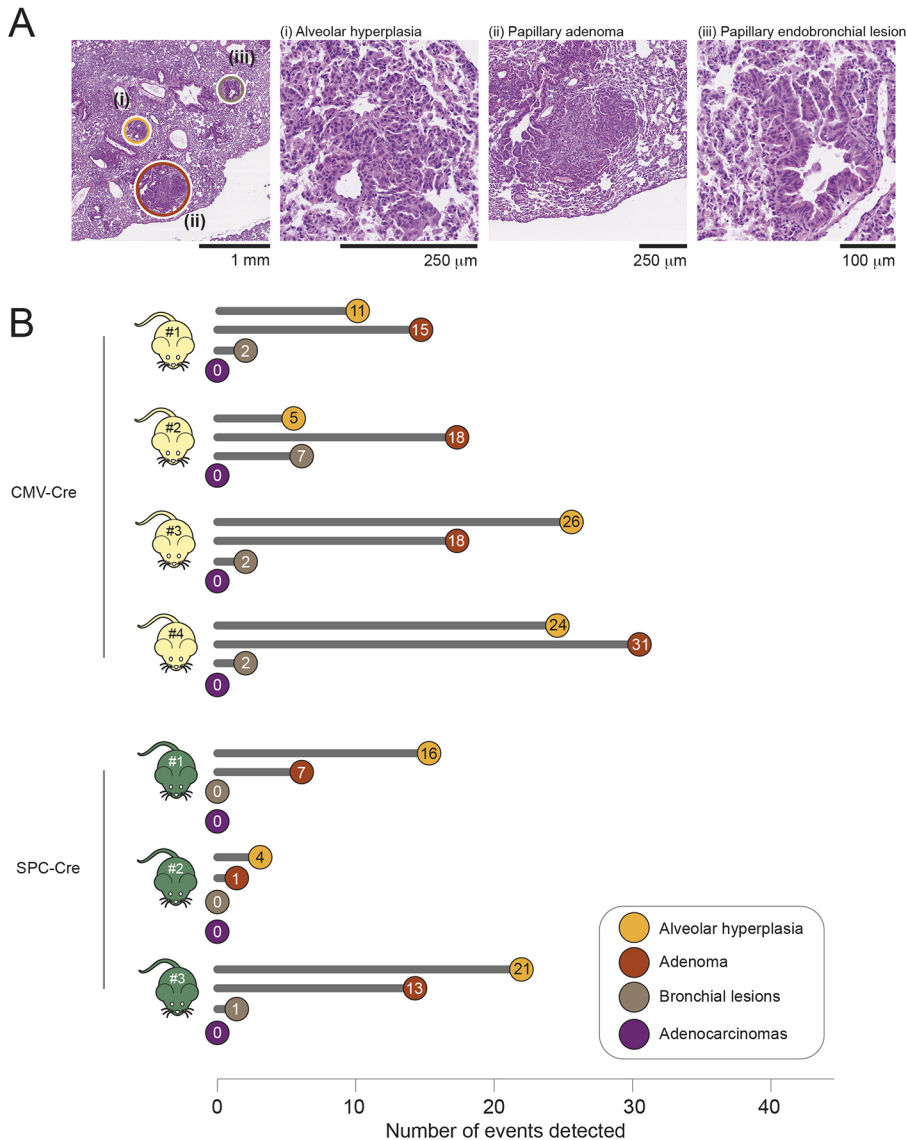 A
(i) Alveolar hyperplasia
(ii) Papillary adenoma
(iii) Papillary endobronchial lesion
(iii)
(i)
(ii)
1 mm
250 μm
250 μm
100 μm
B
CMV-Cre
#1
11
15
2
0
#2
5
18
7
0
#3
26
18
2
0
#4
24
31
2
0
SPC-Cre
#1
16
7
0
0
#2
4
1
0
0
#3
21
13
1
0
Alveolar hyperplasia
Adenoma
Bronchial lesions
Adenocarcinomas
0 10 20 30 40
Number of events detected